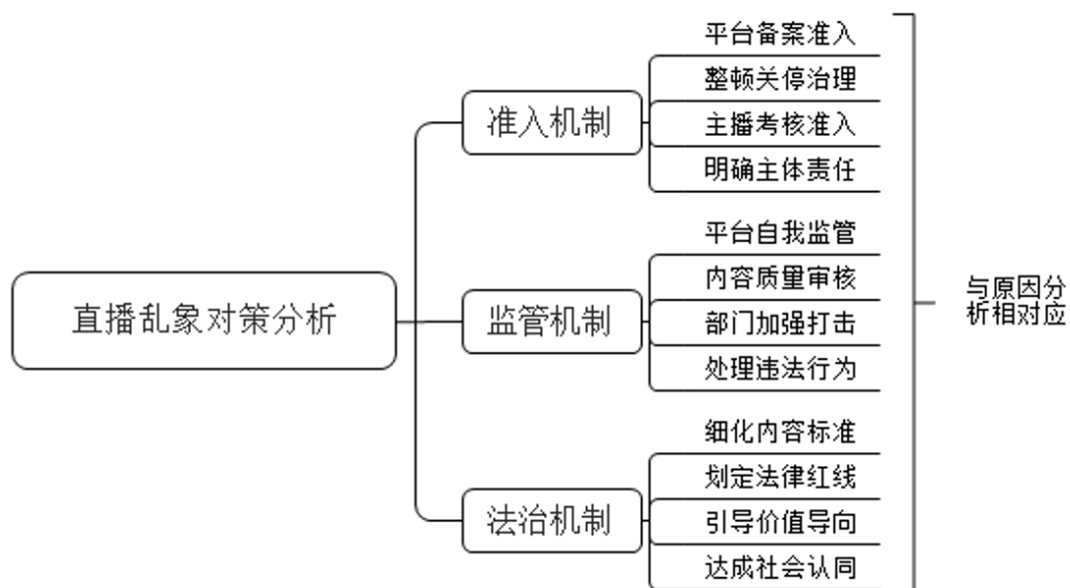 直播乱象对策分析
准入机制
平台备案准入
整顿关停治理
主播考核准入
明确主体责任
监管机制
平台自我监管
内容质量审核
部门加强打击
处理违法行为
法治机制
细化内容标准
划定法律红线
引导价值导向
达成社会认同
与原因分
析相对应